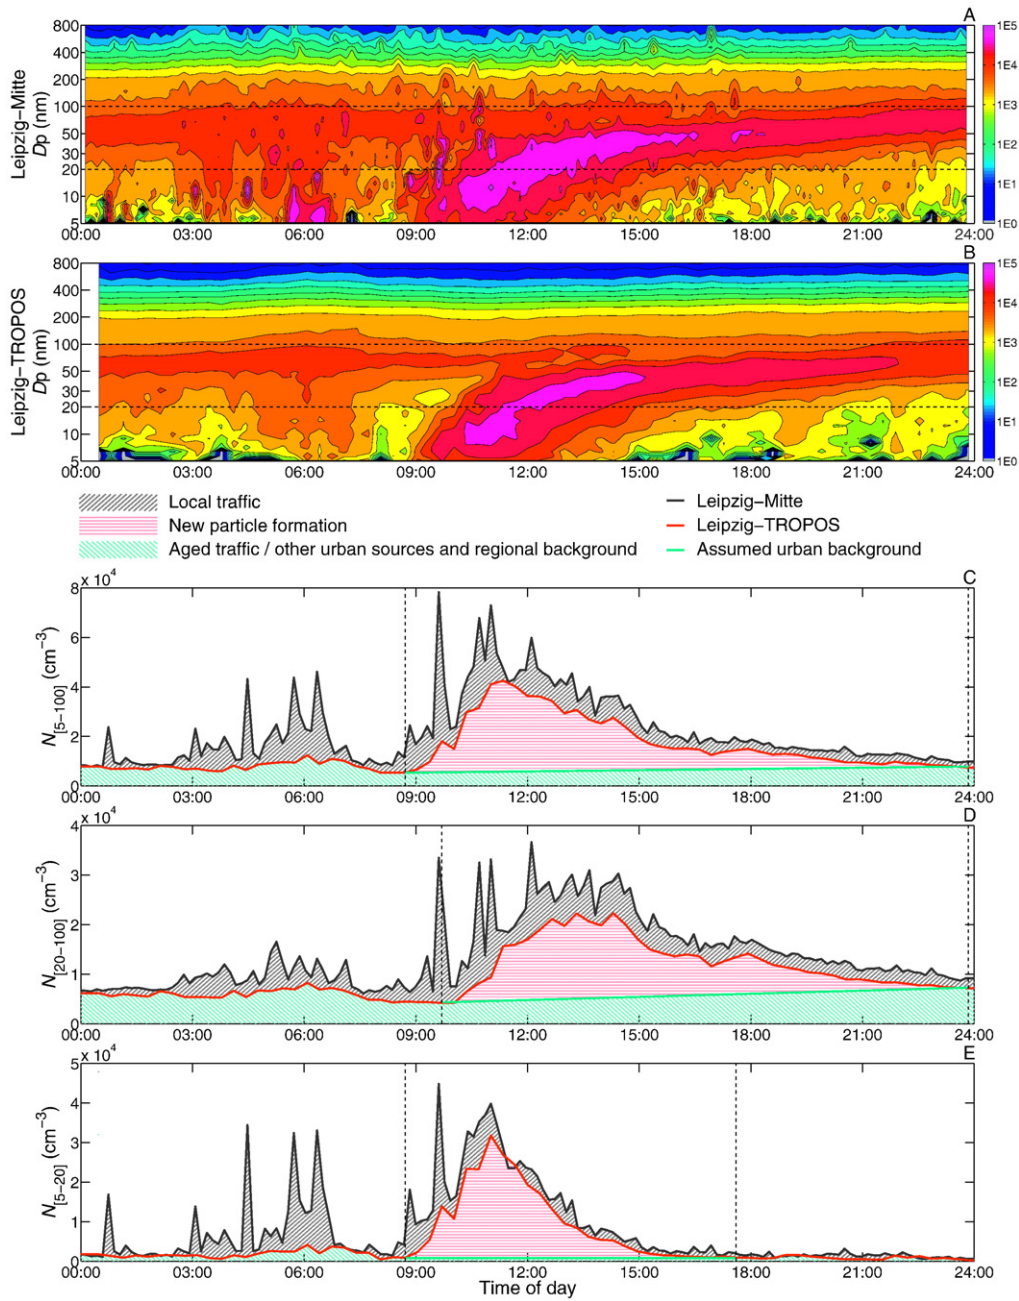 A
Leipzig−Mitte
Dp (nm)
800
400
200
100
50
30
20
10
5
00:00 03:00 06:00 09:00 12:00 15:00 18:00 21:00 24:00
1E5
1E4
1E3
1E2
1E1
1E0
B
Leipzig−TROPOS
Dp (nm)
800
400
200
100
50
30
20
10
5
00:00 03:00 06:00 09:00 12:00 15:00 18:00 21:00 24:00
1E5
1E4
1E3
1E2
1E1
1E0
Local traffic
New particle formation
Aged traffic / other urban sources and regional background
Leipzig−Mitte
Leipzig−TROPOS
Assumed urban background
C
N[5−100] (cm−3)
x 10^4
8
6
4
2
0
00:00 03:00 06:00 09:00 12:00 15:00 18:00 21:00 24:00
D
N[20−100] (cm−3)
x 10^4
4
3
2
1
0
00:00 03:00 06:00 09:00 12:00 15:00 18:00 21:00 24:00
E
N[5−20] (cm−3)
x 10^4
5
4
3
2
1
0
00:00 03:00 06:00 09:00 12:00 15:00 18:00 21:00 24:00
Time of day